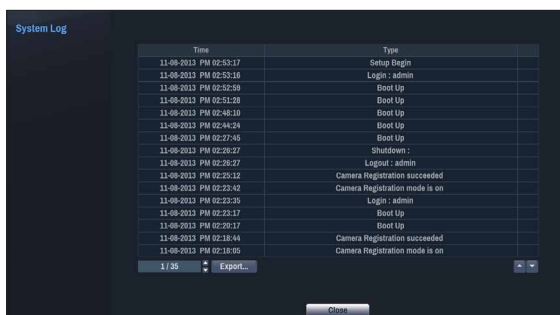 System Log
Time Type
11-08-2013 PM 02:53:17 Setup Begin
11-08-2013 PM 02:53:16 Login : admin
11-08-2013 PM 02:52:59 Boot Up
11-08-2013 PM 02:51:28 Boot Up
11-08-2013 PM 02:48:10 Boot Up
11-08-2013 PM 02:44:24 Boot Up
11-08-2013 PM 02:27:45 Boot Up
11-08-2013 PM 02:26:27 Shutdown :
11-08-2013 PM 02:26:27 Logout : admin
11-08-2013 PM 02:25:12 Camera Registration succeeded
11-08-2013 PM 02:23:42 Camera Registration mode is on
11-08-2013 PM 02:23:35 Login : admin
11-08-2013 PM 02:23:17 Boot Up
11-08-2013 PM 02:20:17 Boot Up
11-08-2013 PM 02:18:44 Camera Registration succeeded
11-08-2013 PM 02:18:05 Camera Registration mode is on
1 / 35 Export...
Close